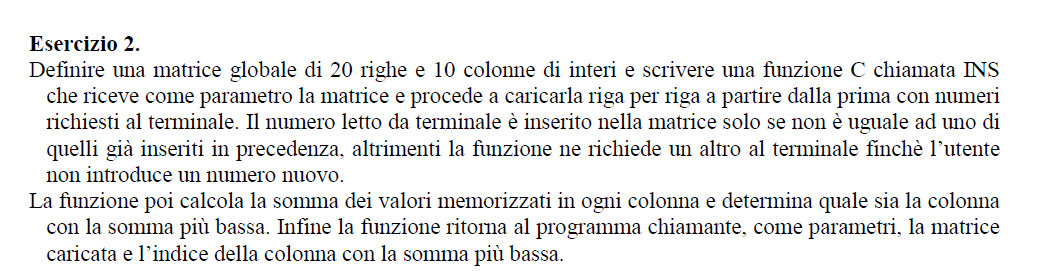 Esercizio 2.
Definire una matrice globale di 20 righe e 10 colonne di interi e scrivere una funzione C chiamata INS
che riceve come parametro la matrice e procede a caricarla riga per riga a partire dalla prima con numeri
richiesti al terminale. Il numero letto da terminale è inserito nella matrice solo se non è uguale ad uno di
quelli già inseriti in precedenza, altrimenti la funzione ne richiede un altro al terminale finchè l'utente
non introduce un numero nuovo.
La funzione poi calcola la somma dei valori memorizzati in ogni colonna e determina quale sia la colonna
con la somma più bassa. Infine la funzione ritorna al programma chiamante, come parametri, la matrice
caricata e l'indice della colonna con la somma più bassa.